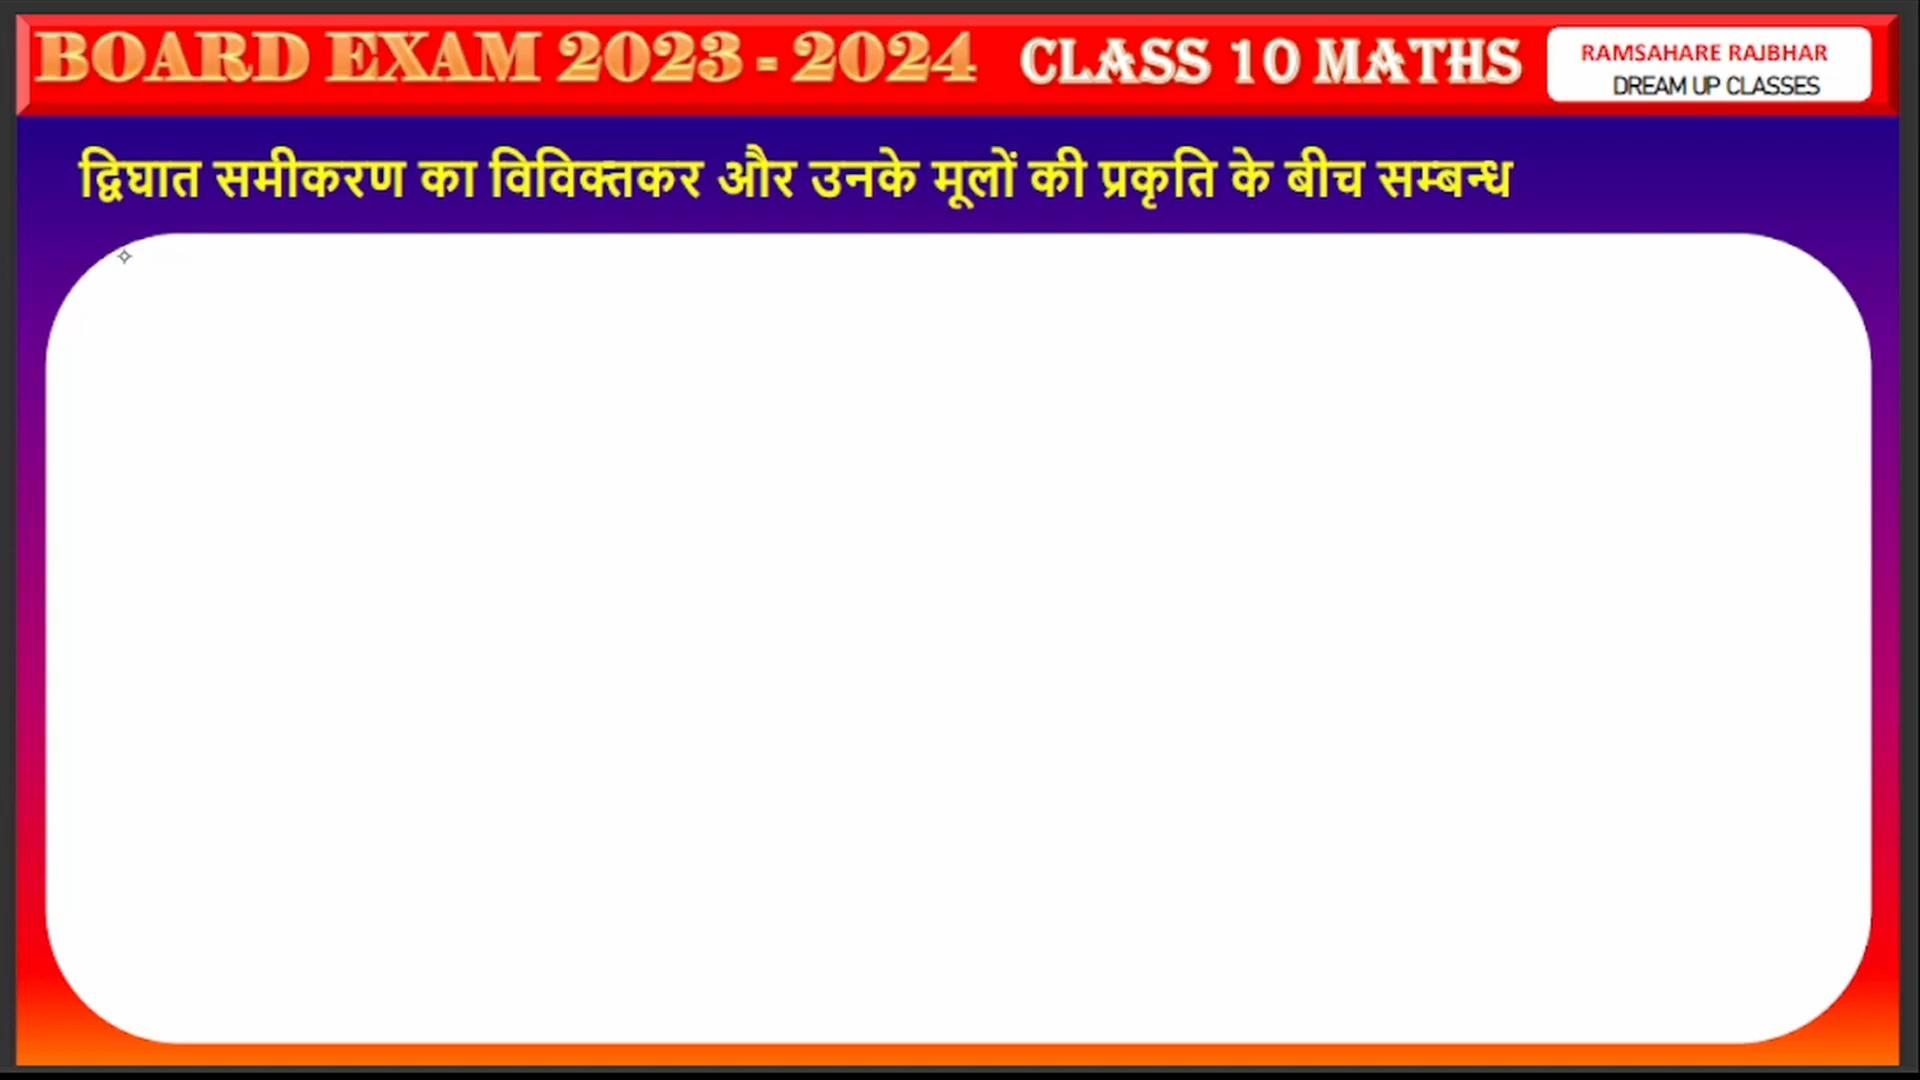 BOARD EXAM 2023 - 2024 CLASS 10 MATHS
RAMSAHARE RAJBHAR
DREAM UP CLASSES
द्विघात समीकरण का विविक्तकर और उनके मूलों की प्रकृति के बीच सम्बन्ध